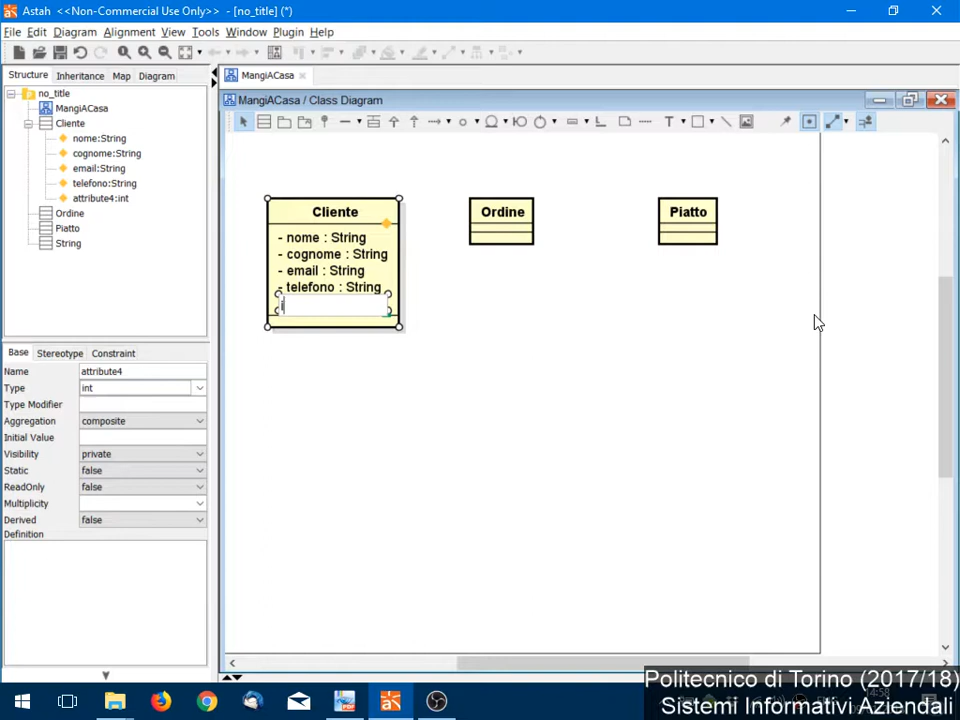 Astah <<Non-Commercial Use Only>> - [no_title] (*)
File Edit Diagram Alignment View Tools Window Plugin Help
Structure Inheritance Map Diagram
MangiACasa
no_title
MangiACasa
Cliente
nome:String
cognome:String
email:String
telefono:String
attribute4:int
Ordine
Piatto
String
MangiACasa / Class Diagram
T
Cliente
- nome : String
- cognome : String
- email : String
- telefono : String
i
Ordine
Piatto
Base Stereotype Constraint
Name attribute4
Type int
Type Modifier
Aggregation composite
Initial Value
Visibility private
Static false
ReadOnly false
Multiplicity
Derived false
Definition
14:58
Politecnico di Torino (2017/18)
Sistemi Informativi Aziendali